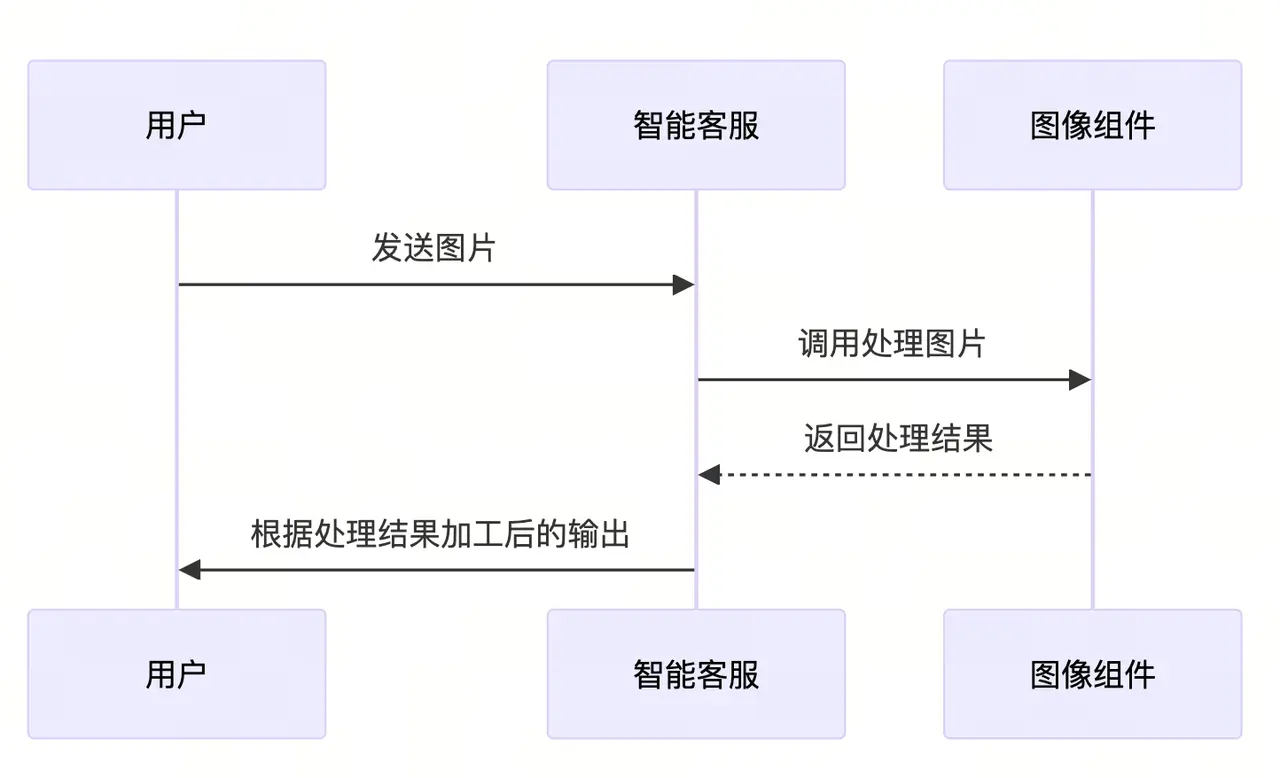 用户
智能客服
图像组件
发送图片
调用处理图片
返回处理结果
根据处理结果加工后的输出
用户
智能客服
图像组件